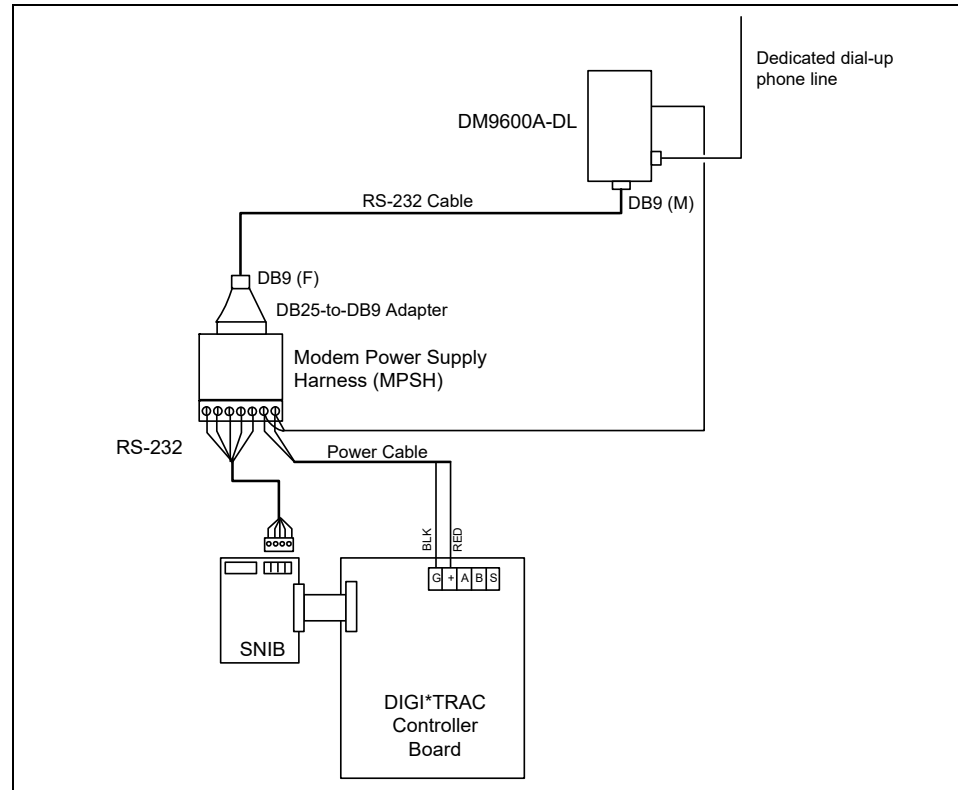 Dedicated dial-up
phone line
DM9600A-DL
DB9 (M)
RS-232 Cable
DB9 (F)
DB25-to-DB9 Adapter
Modem Power Supply
Harness (MPSH)
RS-232
Power Cable
BLK
RED
G + A B S
SNIB
DIGI*TRAC
Controller
Board